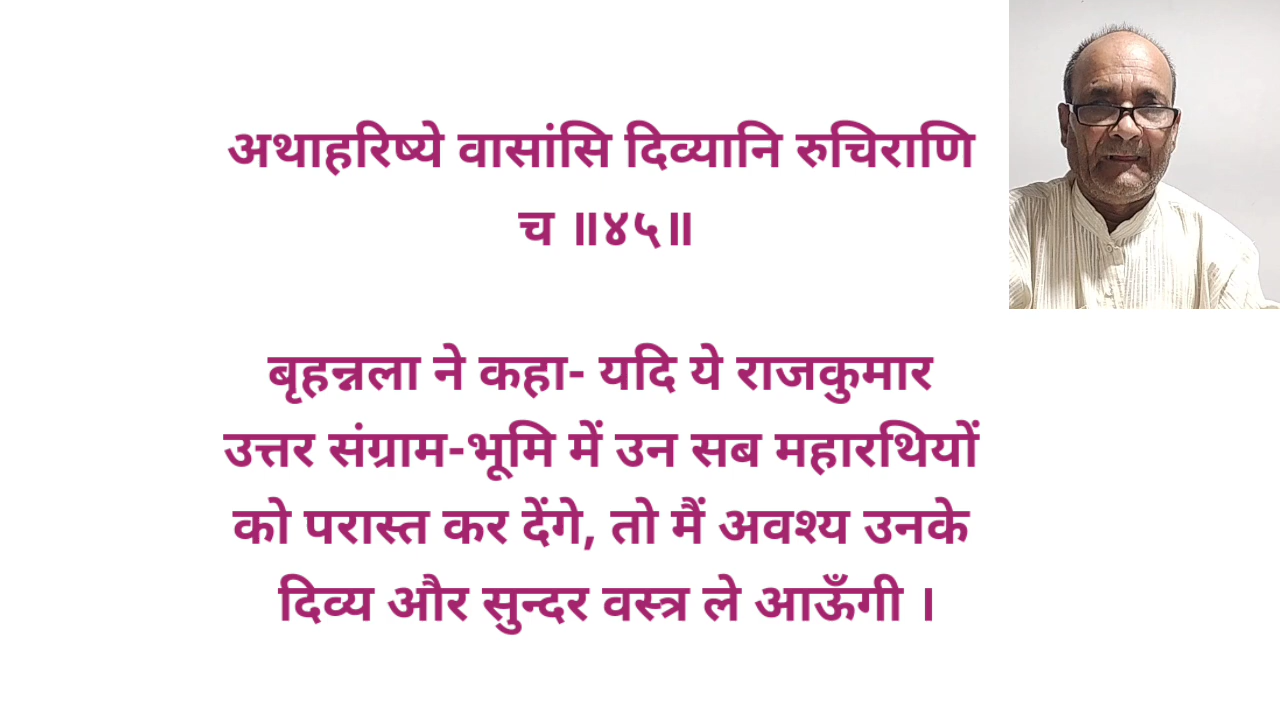 अथाहरिष्ये वासांसि दिव्यानि रुचिराणि
च ॥४५॥
बृहन्नला ने कहा- यदि ये राजकुमार
उत्तर संग्राम-भूमि में उन सब महारथियों
को परास्त कर देंगे, तो मैं अवश्य उनके
दिव्य और सुन्दर वस्त्र ले आऊँगी ।